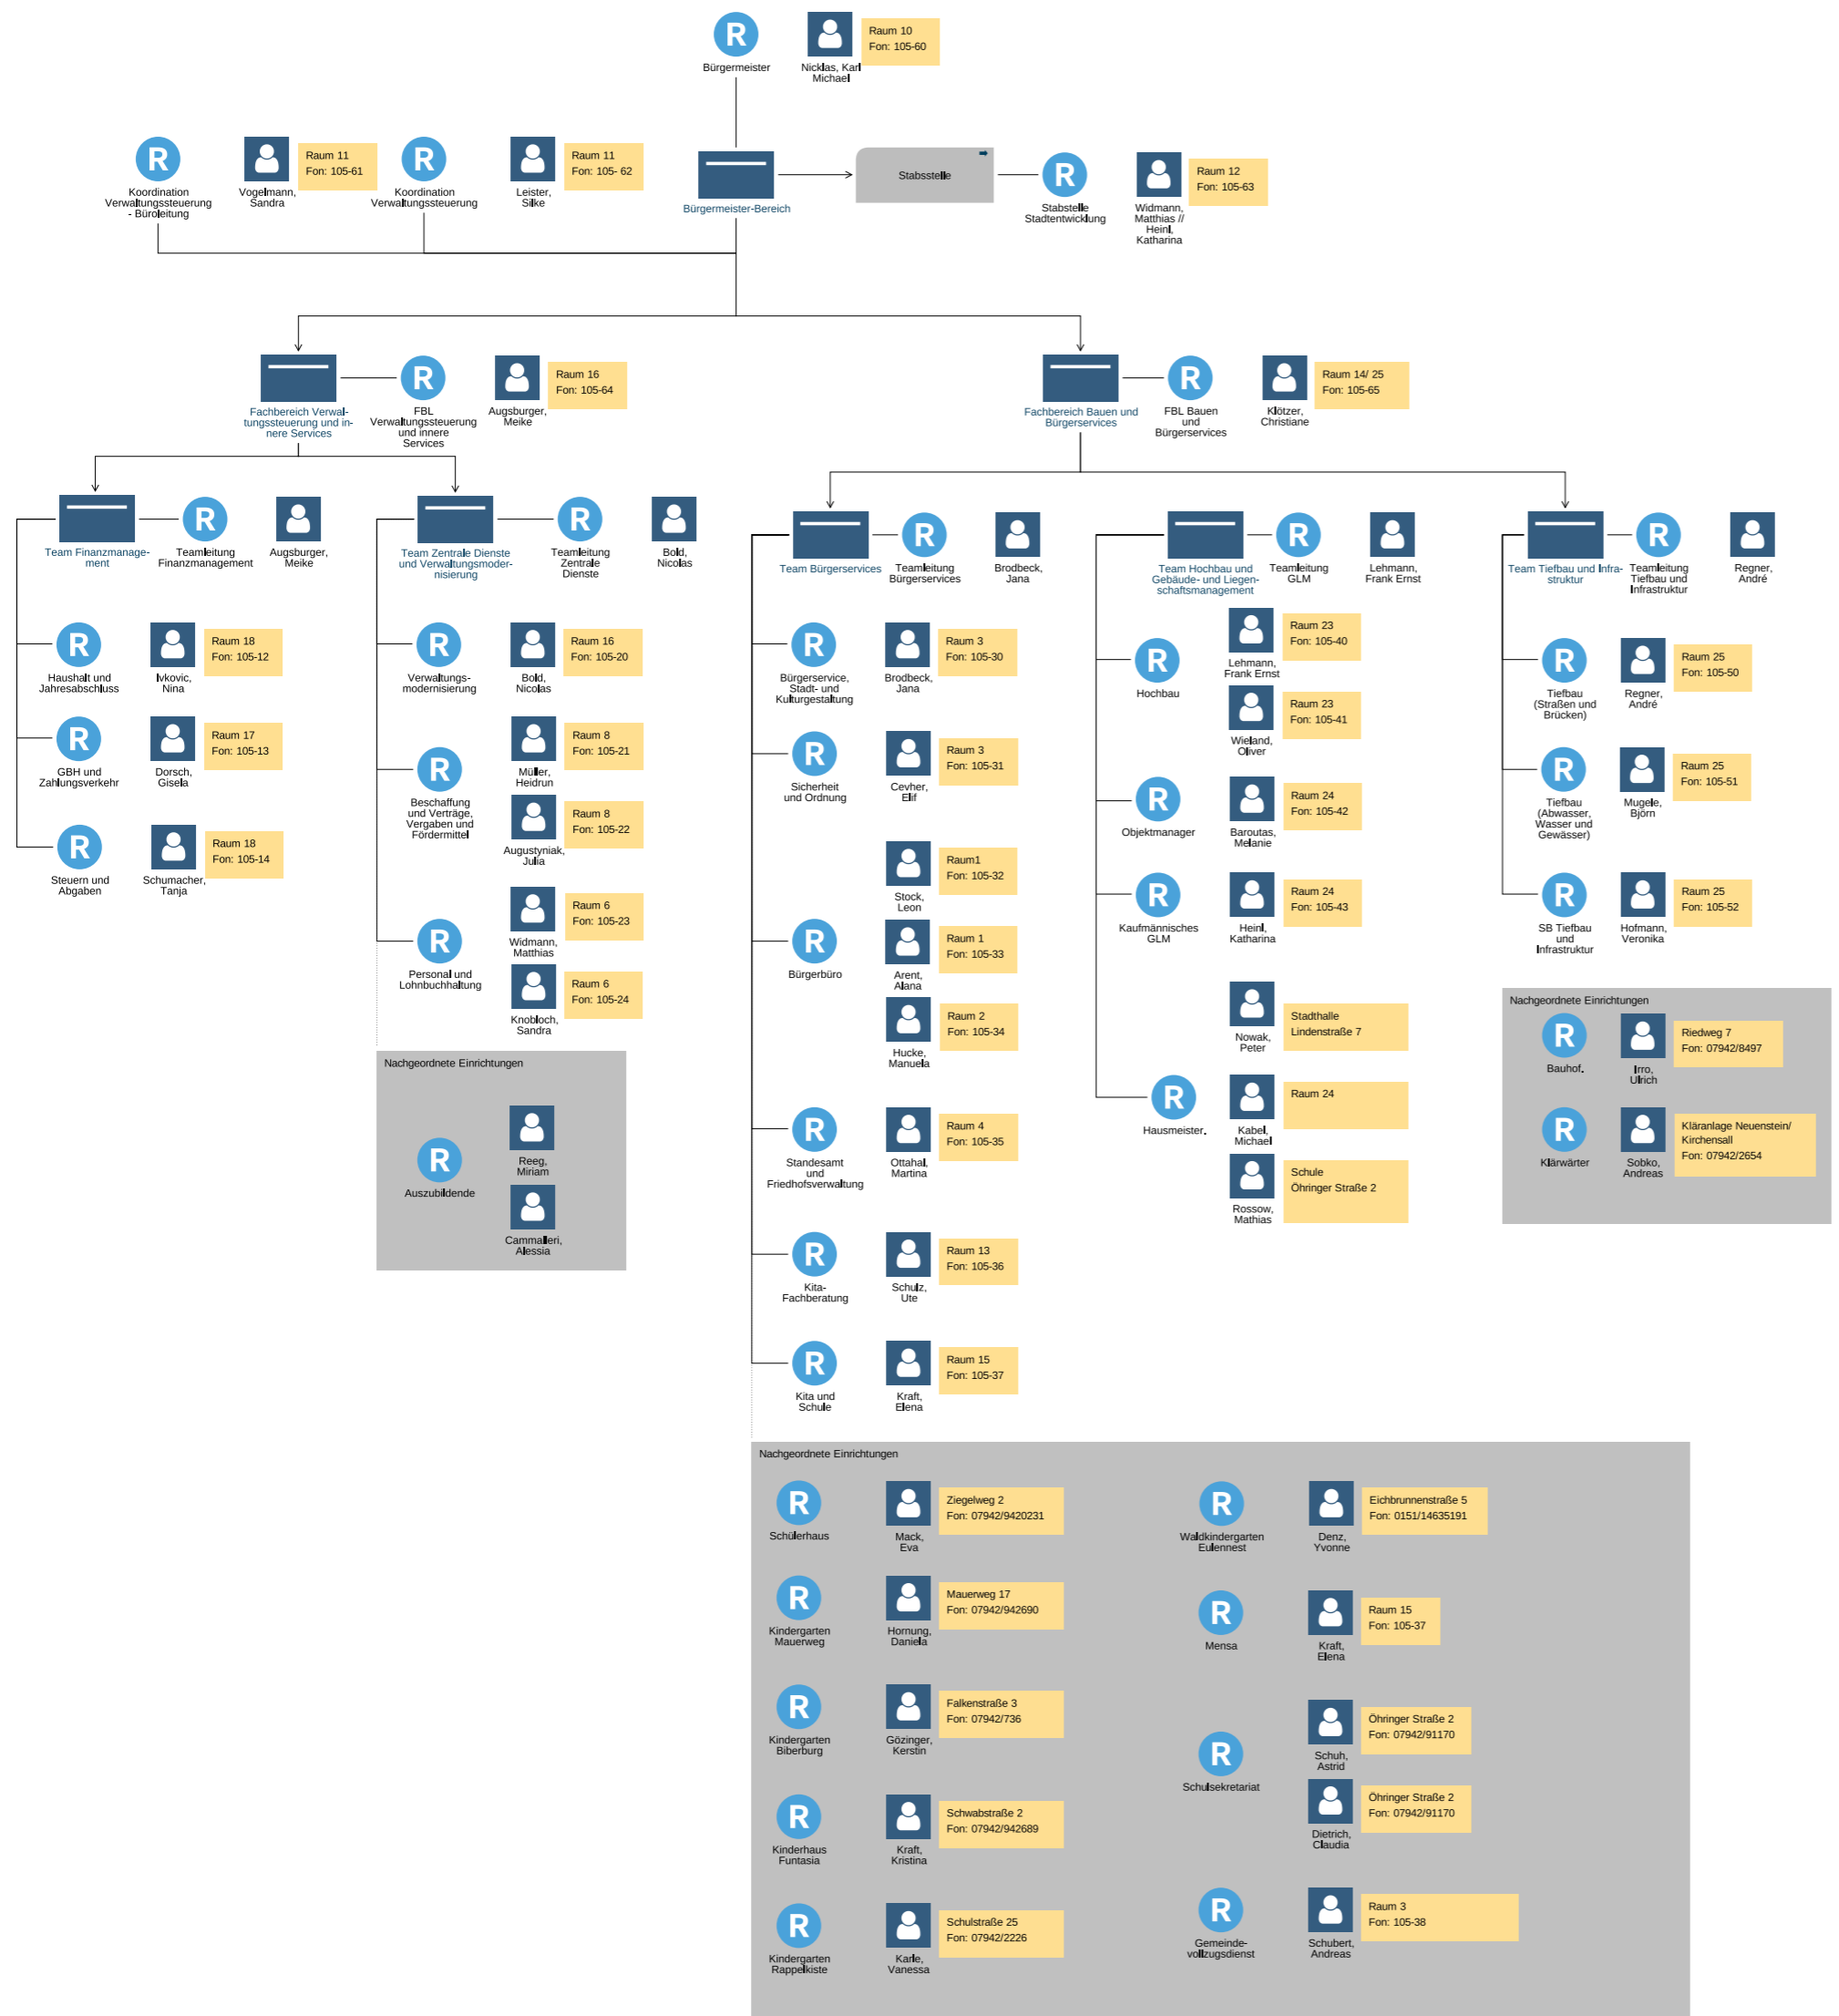 Bürgermeister
Nicklas, Karl
Michael
Raum 10
Fon: 105-60
Koordination
Verwaltungssteuerung
- Büroleitung
Vogelmann,
Sandra
Raum 11
Fon: 105-61
Koordination
Verwaltungssteuerung
Leister,
Silke
Raum 11
Fon: 105- 62
Bürgermeister-Bereich
Stabsstelle
Stabstelle
Stadtentwicklung
Widmann,
Matthias //
Heinl,
Katharina
Raum 12
Fon: 105-63
Fachbereich Verwal-
tungssteuerung und in-
nere Services
FBL
Verwaltungssteuerung
und innere
Services
Augsburger,
Meike
Raum 16
Fon: 105-64
Fachbereich Bauen und
Bürgerservices
FBL Bauen
und
Bürgerservices
Klötzer,
Christiane
Raum 14/ 25
Fon: 105-65
Team Finanzmanage-
ment
Teamleitung
Finanzmanagement
Augsburger,
Meike
Haushalt und
Jahresabschluss
Ivkovic,
Nina
Raum 18
Fon: 105-12
GBH und
Zahlungsverkehr
Dorsch,
Gisela
Raum 17
Fon: 105-13
Steuern und
Abgaben
Schumacher,
Tanja
Raum 18
Fon: 105-14
Team Zentrale Dienste
und Verwaltungsmoder-
nisierung
Teamleitung
Zentrale
Dienste
Bold,
Nicolas
Verwaltungs-
modernisierung
Bold,
Nicolas
Raum 16
Fon: 105-20
Beschaffung
und Verträge,
Vergaben und
Fördermittel
Müller,
Heidrun
Raum 8
Fon: 105-21
Augustyniak,
Julia
Raum 8
Fon: 105-22
Personal und
Lohnbuchhaltung
Widmann,
Matthias
Raum 6
Fon: 105-23
Knobloch,
Sandra
Raum 6
Fon: 105-24
Nachgeordnete Einrichtungen
Auszubildende
Reeg,
Miriam
Cammalleri,
Alessia
Team Bürgerservices
Teamleitung
Bürgerservices
Brodbeck,
Jana
Bürgerservice,
Stadt- und
Kulturgestaltung
Brodbeck,
Jana
Raum 3
Fon: 105-30
Sicherheit
und Ordnung
Cevher,
Elif
Raum 3
Fon: 105-31
Bürgerbüro
Stock,
Leon
Raum1
Fon: 105-32
Arent,
Alana
Raum 1
Fon: 105-33
Hucke,
Manuela
Raum 2
Fon: 105-34
Standesamt
und
Friedhofsverwaltung
Ottahal,
Martina
Raum 4
Fon: 105-35
Kita-
Fachberatung
Schulz,
Ute
Raum 13
Fon: 105-36
Kita und
Schule
Kraft,
Elena
Raum 15
Fon: 105-37
Team Hochbau und
Gebäude- und Liegen-
schaftsmanagement
Teamleitung
GLM
Lehmann,
Frank Ernst
Hochbau
Lehmann,
Frank Ernst
Raum 23
Fon: 105-40
Wieland,
Oliver
Raum 23
Fon: 105-41
Objektmanager
Baroutas,
Melanie
Raum 24
Fon: 105-42
Kaufmännisches
GLM
Heinl,
Katharina
Raum 24
Fon: 105-43
Hausmeister.
Nowak,
Peter
Stadthalle
Lindenstraße 7
Kabel,
Michael
Raum 24
Rossow,
Mathias
Schule
Öhringer Straße 2
Team Tiefbau und Infra-
struktur
Teamleitung
Tiefbau und
Infrastruktur
Regner,
André
Tiefbau
(Straßen und
Brücken)
Regner,
André
Raum 25
Fon: 105-50
Tiefbau
(Abwasser,
Wasser und
Gewässer)
Mugele,
Björn
Raum 25
Fon: 105-51
SB Tiefbau
und
Infrastruktur
Hofmann,
Veronika
Raum 25
Fon: 105-52
Nachgeordnete Einrichtungen
Bauhof.
Irro,
Ulrich
Riedweg 7
Fon: 07942/8497
Klärwärter
Sobko,
Andreas
Kläranlage Neuenstein/
Kirchensall
Fon: 07942/2654
Nachgeordnete Einrichtungen
Schülerhaus
Mack,
Eva
Ziegelweg 2
Fon: 07942/9420231
Kindergarten
Mauerweg
Hornung,
Daniela
Mauerweg 17
Fon: 07942/942690
Kindergarten
Biberburg
Gözinger,
Kerstin
Falkenstraße 3
Fon: 07942/736
Kinderhaus
Funtasia
Kraft,
Kristina
Schwabstraße 2
Fon: 07942/942689
Kindergarten
Rappelkiste
Karle,
Vanessa
Schulstraße 25
Fon: 07942/2226
Waldkindergarten
Eulennest
Denz,
Yvonne
Eichbrunnenstraße 5
Fon: 0151/14635191
Mensa
Kraft,
Elena
Raum 15
Fon: 105-37
Schulsekretariat
Schuh,
Astrid
Öhringer Straße 2
Fon: 07942/91170
Dietrich,
Claudia
Öhringer Straße 2
Fon: 07942/91170
Gemeinde-
vollzugsdienst
Schubert,
Andreas
Raum 3
Fon: 105-38